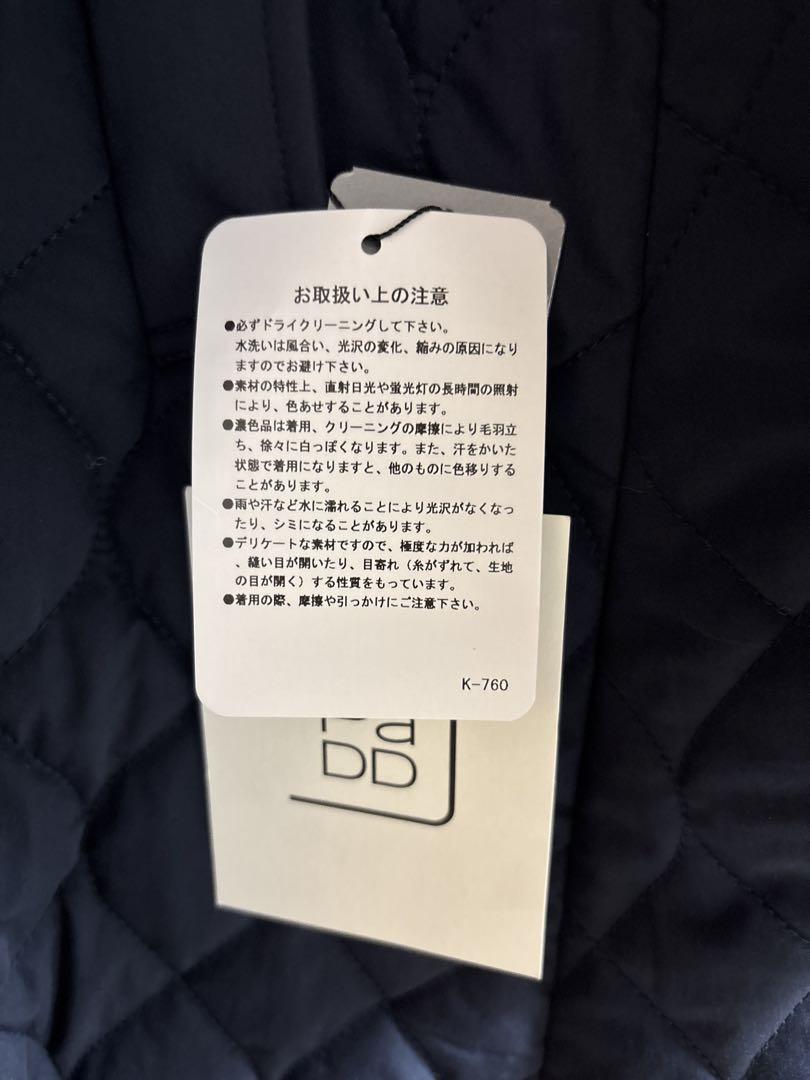 お取扱い上の注意
●必ずドライクリーニングして下さい。
水洗いは風合い、光沢の変化、縮みの原因になり
ますのでお避け下さい。
●素材の特性上、直射日光や蛍光灯の長時間の照射
により、色あせすることがあります。
●濃色品は着用、クリーニングの摩擦により毛羽立
ち、徐々に白っぽくなります。また、汗をかいた
状態で着用になりますと、他のものに色移りする
ことがあります。
●雨や汗など水に濡れることにより光沢がなくなっ
たり、シミになることがあります。
●デリケートな素材ですので、極度な力が加われば
、縫い目が開いたり、目寄れ（糸がずれて、生地
の目が開く）する性質をもっています。
●着用の際、摩擦や引っかけにご注意下さい。
K-760
DD